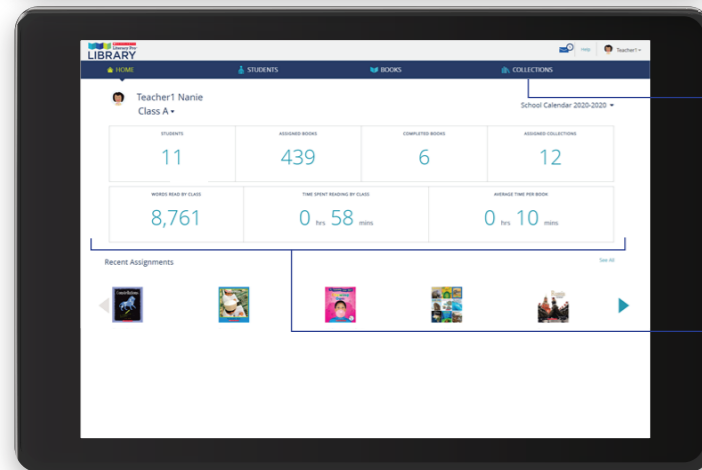 Literacy Pro
LIBRARY
Help
Teacher1
HOME
STUDENTS
BOOKS
COLLECTIONS
Teacher1 Nanie
Class A
School Calendar 2020-2020
STUDENTS
11
ASSIGNED BOOKS
439
COMPLETED BOOKS
6
ASSIGNED COLLECTIONS
12
WORDS READ BY CLASS
8,761
TIME SPENT READING BY CLASS
0 hrs 58 mins
AVERAGE TIME PER BOOK
0 hrs 10 mins
Recent Assignments
See All